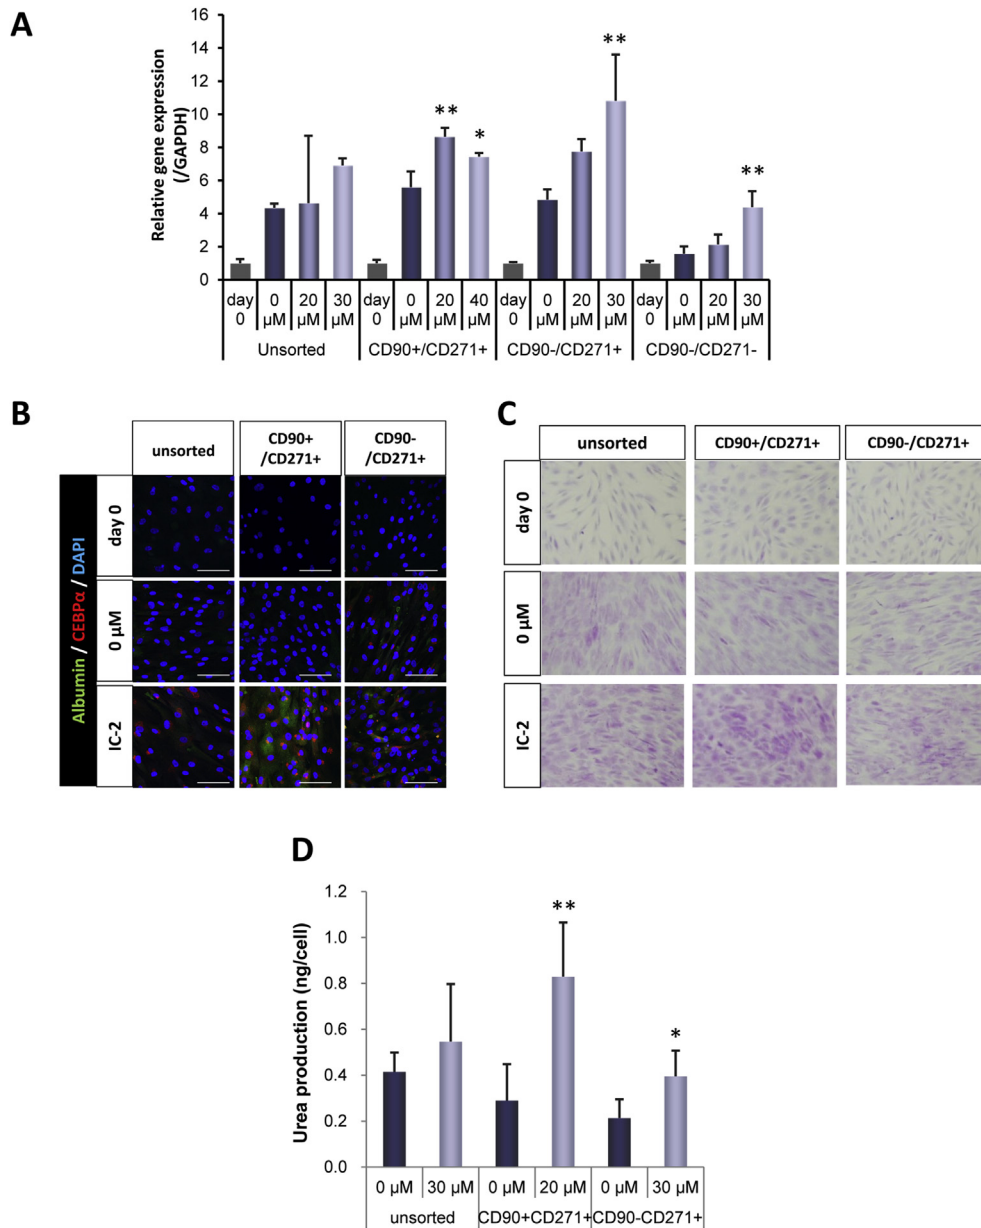 A
Relative gene expression
(/GAPDH)
16
14
12
10
8
6
4
2
0
** * ** **
day 0 0 µM 20 µM 30 µM day 0 0 µM 20 µM 40 µM day 0 0 µM 20 µM 30 µM day 0 0 µM 20 µM 30 µM
Unsorted CD90+/CD271+ CD90-/CD271+ CD90-/CD271-
B
unsorted CD90+ /CD271+ CD90- /CD271+
Albumin / CEBPα / DAPI
day 0
0 µM
IC-2
C
unsorted CD90+/CD271+ CD90-/CD271+
day 0
0 µM
IC-2
D
Urea production (ng/cell)
1.2
1.0
0.8
0.6
0.4
0.2
0.0
** *
0 µM 30 µM 0 µM 20 µM 0 µM 30 µM
unsorted CD90+CD271+ CD90-CD271+